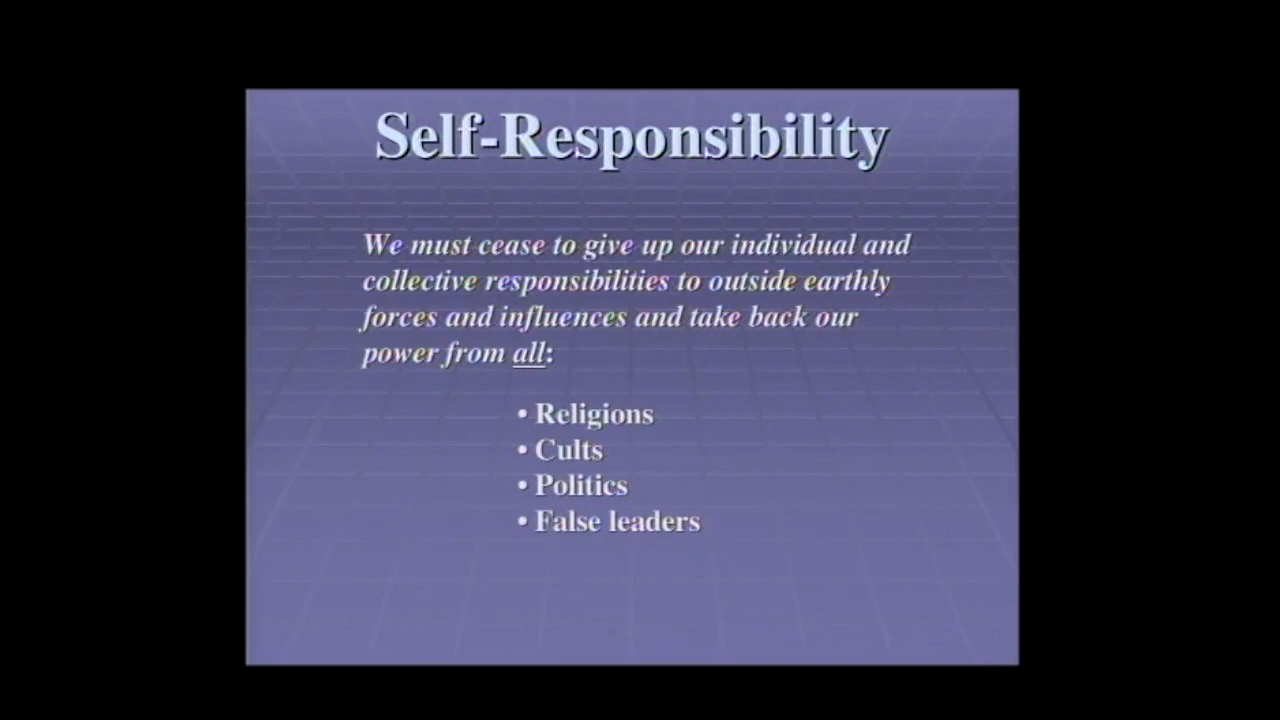 Self-Responsibility
We must cease to give up our individual and
collective responsibilities to outside earthly
forces and influences and take back our
power from all:
• Religions
• Cults
• Politics
• False leaders